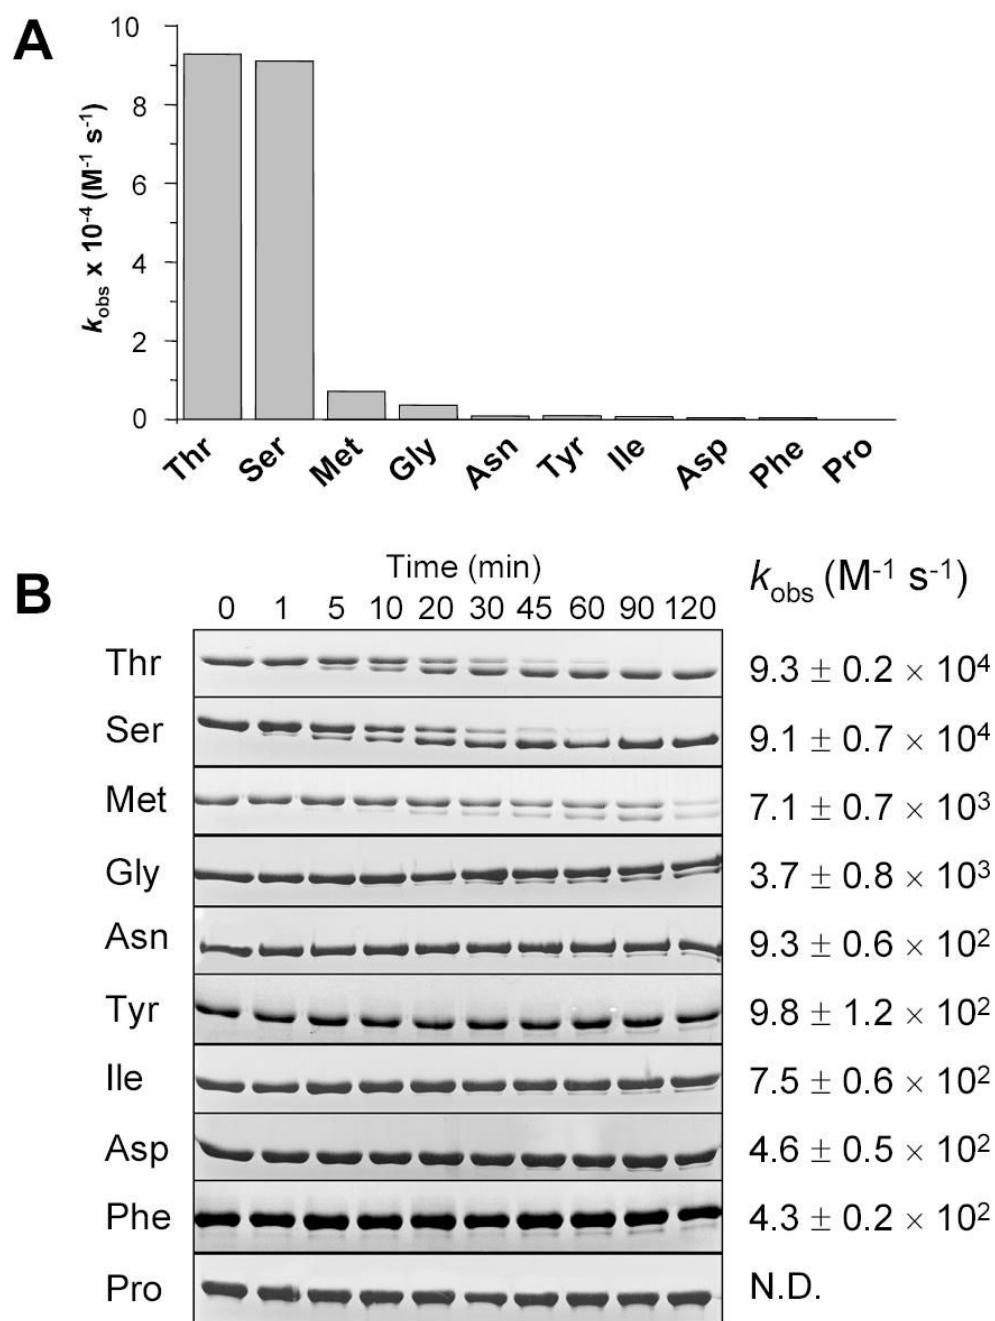 A
10
8
6
4
2
0
k_obs x 10⁻⁴ (M⁻¹ s⁻¹)
Thr Ser Met Gly Asn Tyr Ile Asp Phe Pro
B
Time (min)
k_obs (M⁻¹ s⁻¹)
0 1 5 10 20 30 45 60 90 120
Thr 9.3 ± 0.2 × 10⁴
Ser 9.1 ± 0.7 × 10⁴
Met 7.1 ± 0.7 × 10³
Gly 3.7 ± 0.8 × 10³
Asn 9.3 ± 0.6 × 10²
Tyr 9.8 ± 1.2 × 10²
Ile 7.5 ± 0.6 × 10²
Asp 4.6 ± 0.5 × 10²
Phe 4.3 ± 0.2 × 10²
Pro N.D.